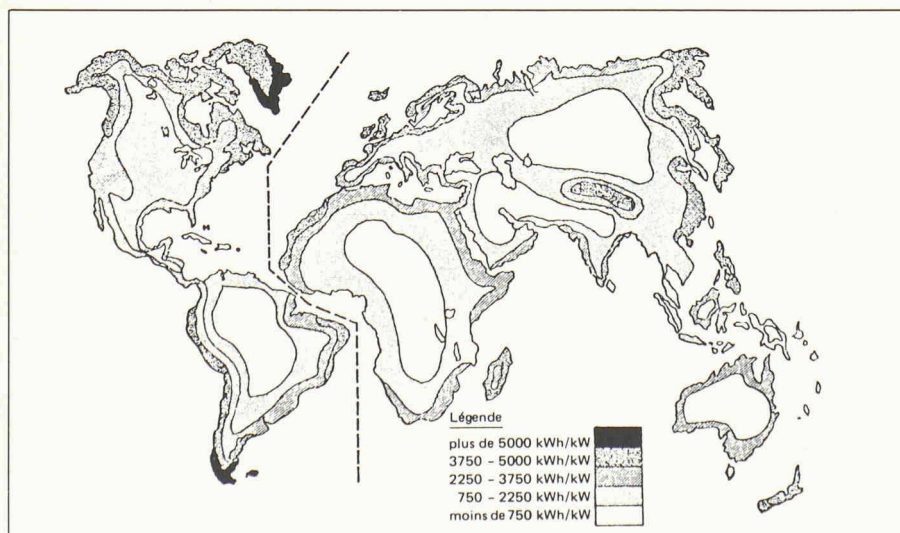 Légende
plus de 5000 kWh/kW
3750 - 5000 kWh/kW
2250 - 3750 kWh/kW
750 - 2250 kWh/kW
moins de 750 kWh/kW